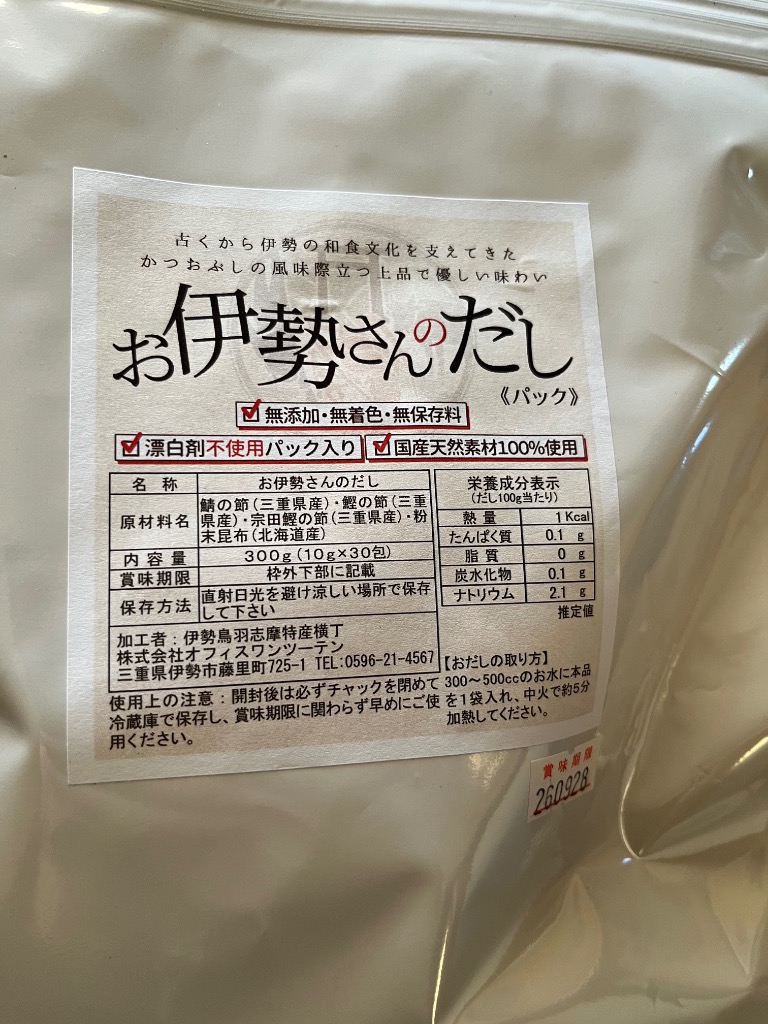 古くから伊勢の和食文化を支えてきた
かつおぶしの風味際立つ上品で優しい味わい
お伊勢さんのだし
《パック》
無添加・無着色・無保存料
漂白剤不使用パック入り
国産天然素材100%使用
名 称 お伊勢さんのだし
原材料名 鯖の節(三重県産)・鰹の節(三重
県産)・宗田鰹の節(三重県産)・粉
末昆布(北海道産)
内 容 量 300g(10g×30包)
賞味期限 枠外下部に記載
保存方法 直射日光を避け涼しい場所で保存
して下さい
加工者:伊勢鳥羽志摩特産横丁
株式会社オフィスワンツーテン
三重県伊勢市藤里町725-1 TEL:0596-21-4567
使用上の注意:開封後は必ずチャックを閉めて
冷蔵庫で保存し、賞味期限に関わらず早めにご使
用ください。
栄養成分表示
(だし100g当たり)
熱 量 1Kcal
たんぱく質 0.1 g
脂 質 0 g
炭水化物 0.1 g
ナトリウム 2.1 g
推定値
【おだしの取り方】
300~500ccのお水に本品
を1袋入れ、中火で約5分
加熱してください。
賞味期限
260928